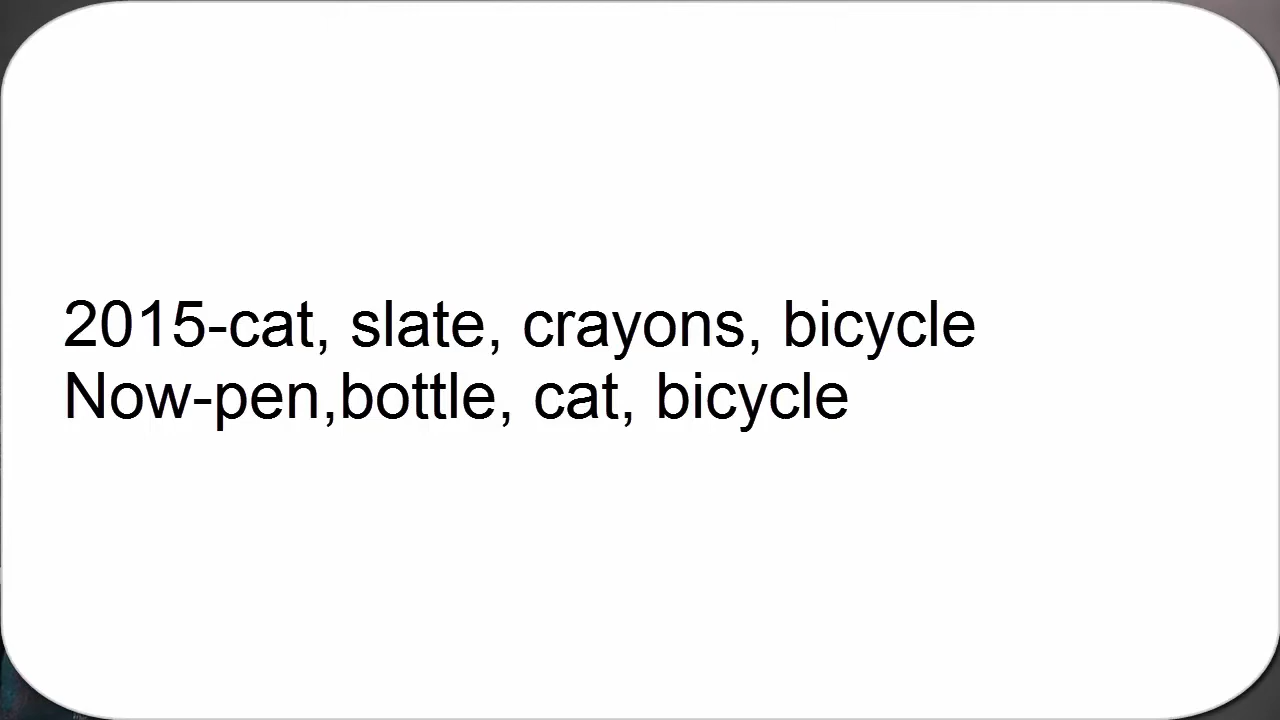 2015-cat, slate, crayons, bicycle
Now-pen,bottle, cat, bicycle